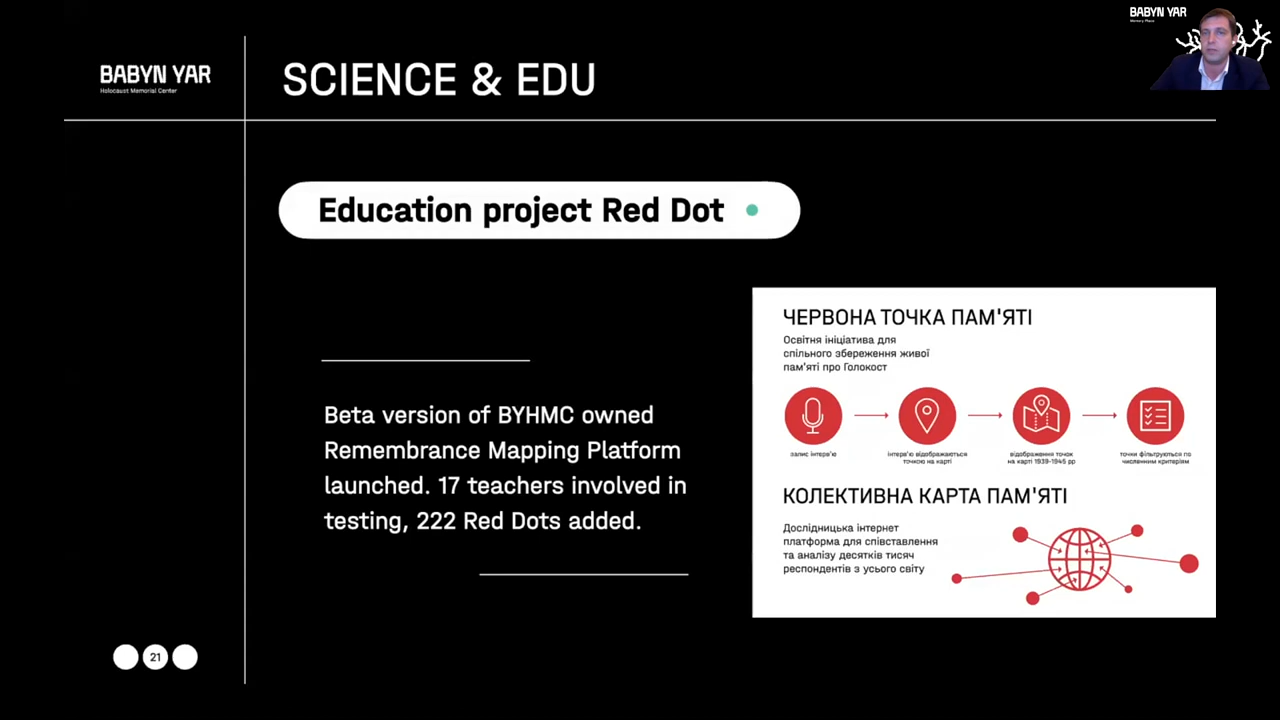 BABYN YAR
Memory Place
BABYN YAR
Holocaust Memorial Center
SCIENCE & EDU
Education project Red Dot
Beta version of BYHMC owned
Remembrance Mapping Platform
launched. 17 teachers involved in
testing, 222 Red Dots added.
ЧЕРВОНА ТОЧКА ПАМ'ЯТІ
Освітня ініціатива для
спільного збереження живої
пам'яті про Голокост
запис інтерв'ю
інтерв'ю відображаються
точкою на карті
відображення точок
на карті 1939-1945 рр
точки фільтруються по
численним критеріям
КОЛЕКТИВНА КАРТА ПАМ'ЯТІ
Дослідницька інтернет
платформа для співставлення
та аналізу десятків тисяч
респондентів з усього світу
21